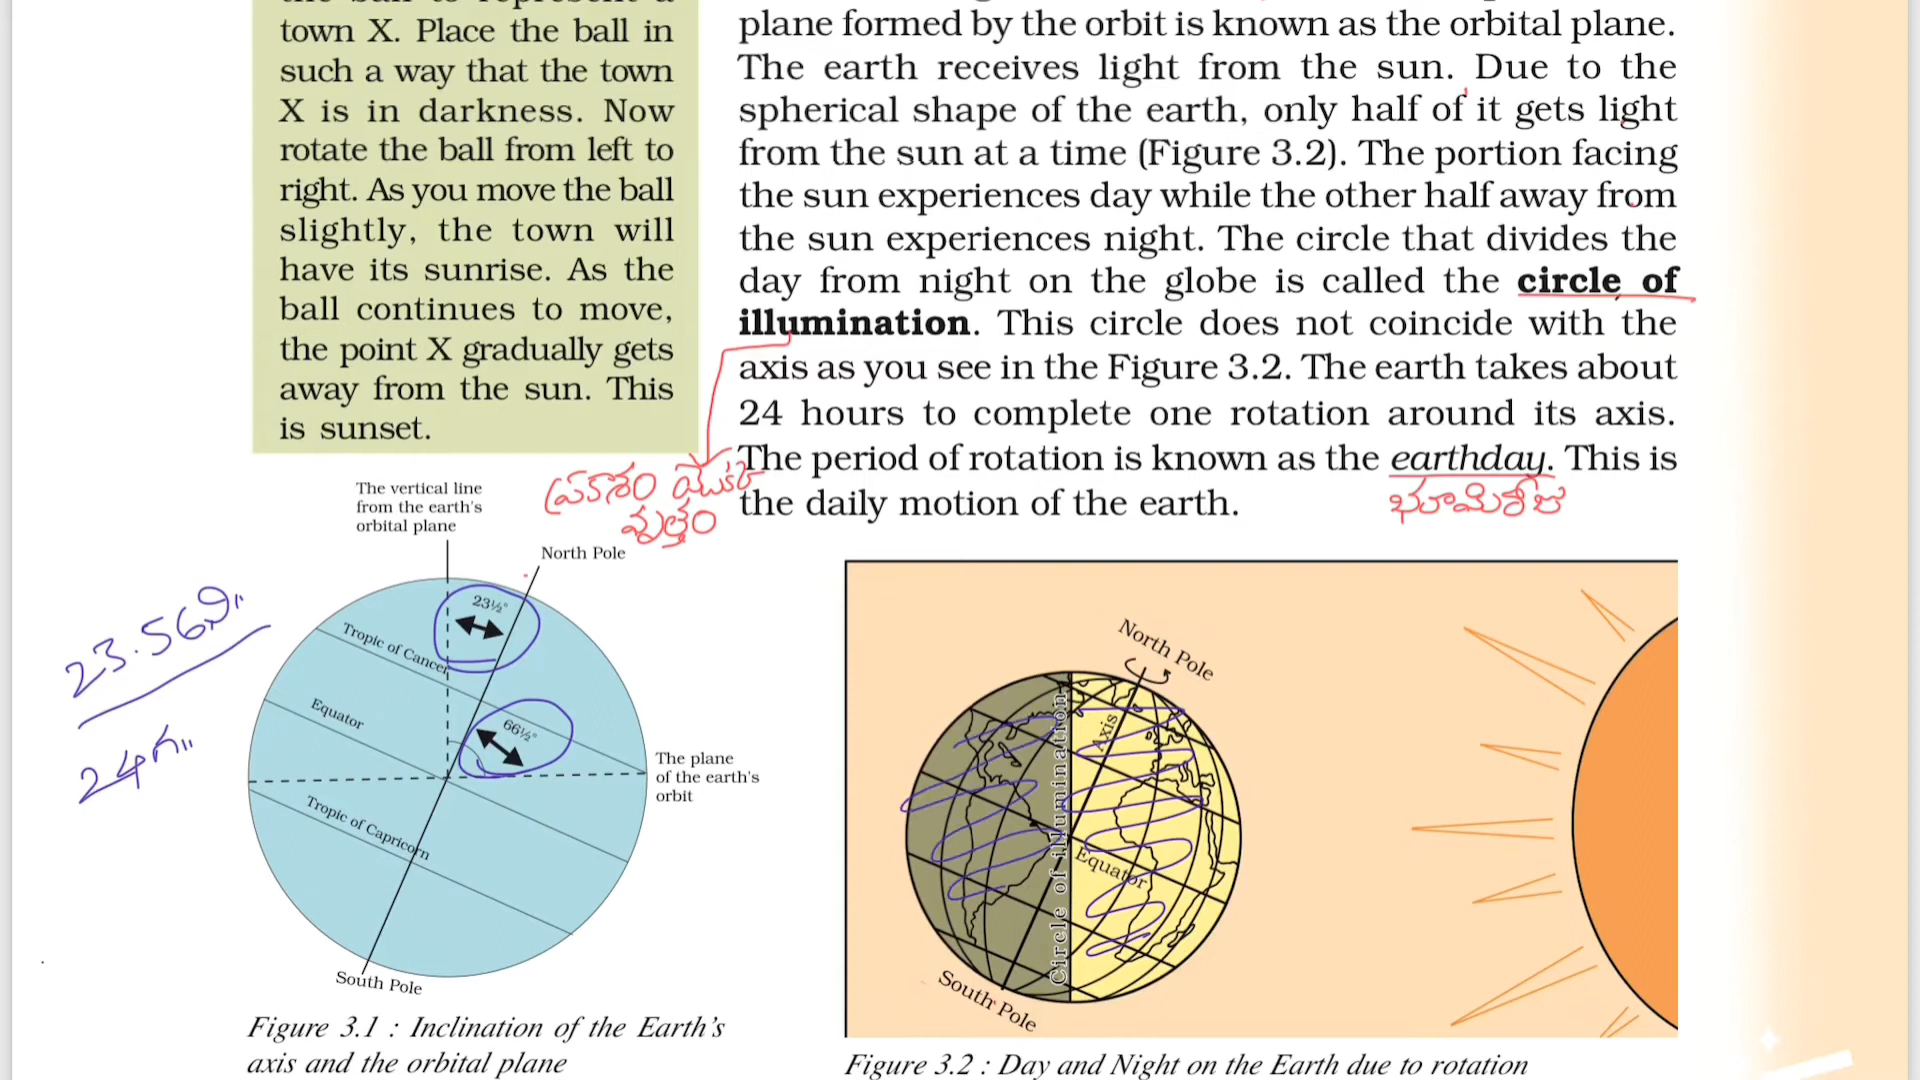 town X. Place the ball in
such a way that the town
X is in darkness. Now
rotate the ball from left to
right. As you move the ball
slightly, the town will
have its sunrise. As the
ball continues to move,
the point X gradually gets
away from the sun. This
is sunset.
plane formed by the orbit is known as the orbital plane.
The earth receives light from the sun. Due to the
spherical shape of the earth, only half of it gets light
from the sun at a time (Figure 3.2). The portion facing
the sun experiences day while the other half away from
the sun experiences night. The circle that divides the
day from night on the globe is called the circle of
illumination. This circle does not coincide with the
axis as you see in the Figure 3.2. The earth takes about
24 hours to complete one rotation around its axis.
The period of rotation is known as the earthday. This is
the daily motion of the earth.
ప్రకాశం యొక్క
వృత్తం
భూమిరోజు
The vertical line
from the earth's
orbital plane
North Pole
23½°
Tropic of Cancer
66½°
Equator
The plane
of the earth's
orbit
Tropic of Capricorn
South Pole
23.56ని॥
24గ॥
Figure 3.1 : Inclination of the Earth's
axis and the orbital plane
North Pole
Axis
Circle of illumination
Equator
South Pole
Figure 3.2 : Day and Night on the Earth due to rotation